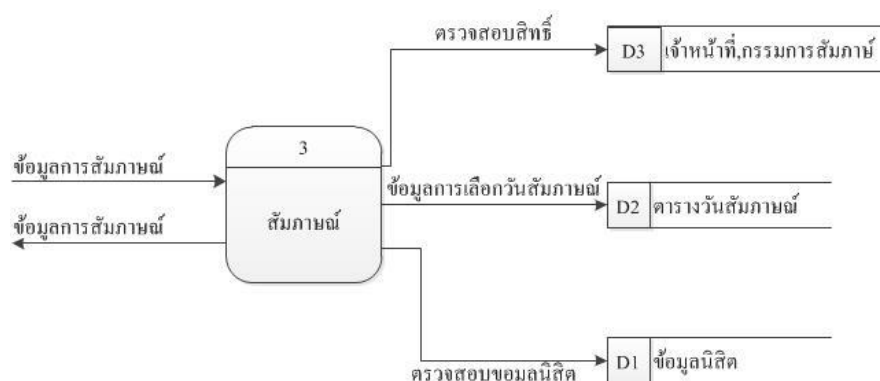 ตรวจสอบสิทธิ์
D3 เจ้าหน้าที่,กรรมการสัมภาษ์
3
ข้อมูลการสัมภาษณ์
ข้อมูลการเลือกวันสัมภาษณ์
D2 ตารางวันสัมภาษณ์
สัมภาษณ์
ข้อมูลการสัมภาษณ์
ตรวจสอบขอมูลนิสิต
D1 ข้อมูลนิสิต